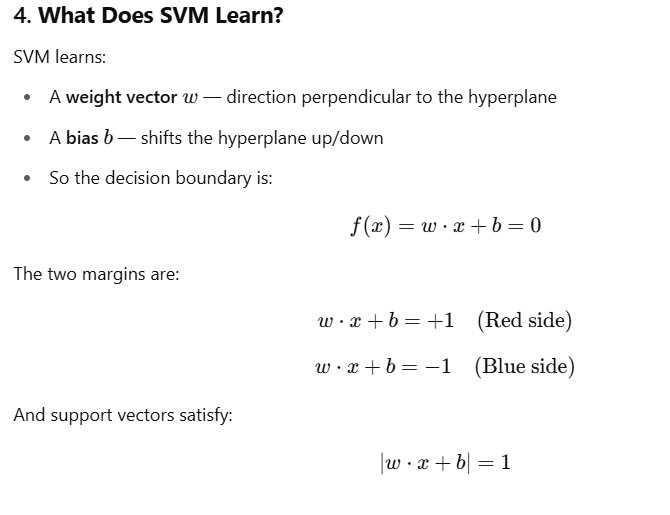 4. What Does SVM Learn?
SVM learns:
• A weight vector w — direction perpendicular to the hyperplane
• A bias b — shifts the hyperplane up/down
• So the decision boundary is:
f(x) = w · x + b = 0
The two margins are:
w · x + b = +1 (Red side)
w · x + b = −1 (Blue side)
And support vectors satisfy:
|w · x + b| = 1